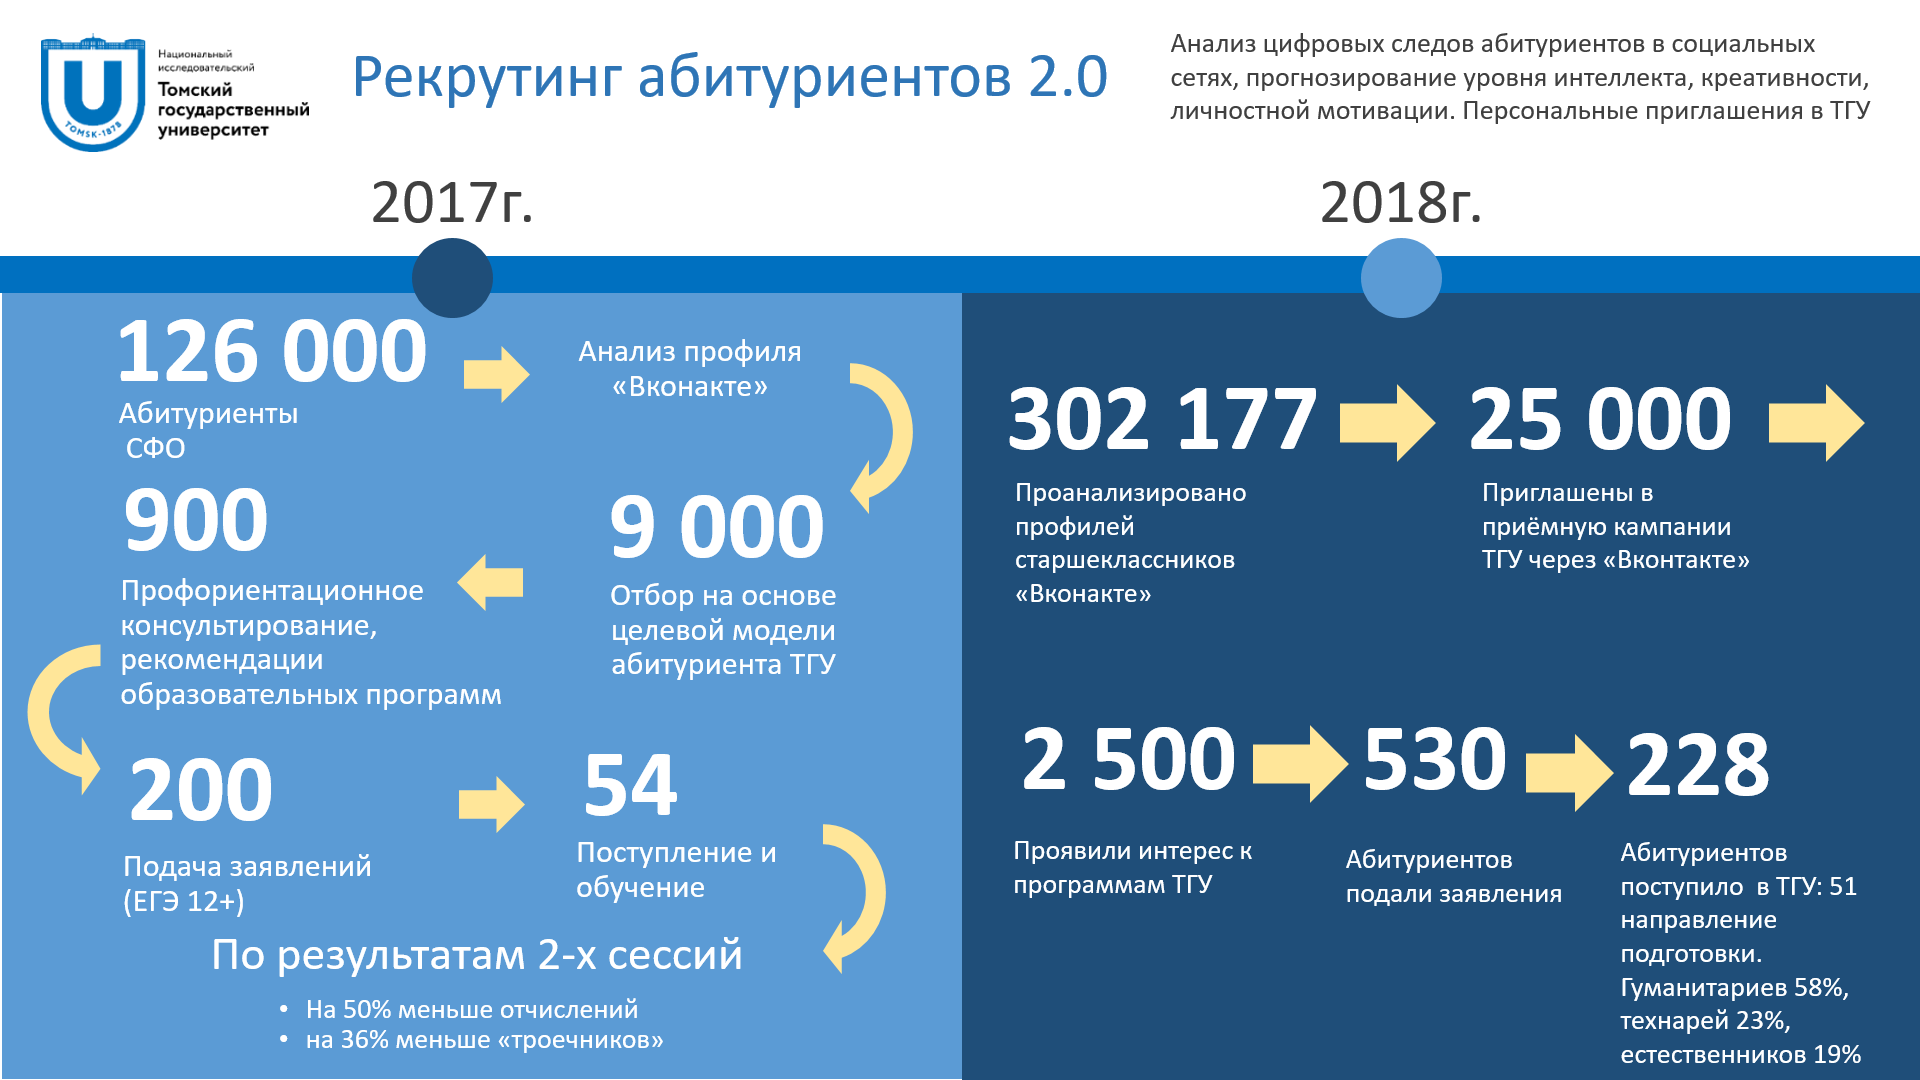 Национальный
исследовательский
Томский
государственный
университет
TOMSK-1878
Рекрутинг абитуриентов 2.0
Анализ цифровых следов абитуриентов в социальных
сетях, прогнозирование уровня интеллекта, креативности,
личностной мотивации. Персональные приглашения в ТГУ
2017г.
2018г.
126 000
Абитуриенты
СФО
Анализ профиля
«Вконакте»
900
Профориентационное
консультирование,
рекомендации
образовательных программ
9 000
Отбор на основе
целевой модели
абитуриента ТГУ
200
Подача заявлений
(ЕГЭ 12+)
54
Поступление и
обучение
По результатам 2-х сессий
• На 50% меньше отчислений
• на 36% меньше «троечников»
302 177
Проанализировано
профилей
старшеклассников
«Вконакте»
25 000
Приглашены в
приёмную кампании
ТГУ через «Вконтакте»
2 500
Проявили интерес к
программам ТГУ
530
Абитуриентов
подали заявления
228
Абитуриентов
поступило в ТГУ: 51
направление
подготовки.
Гуманитариев 58%,
технарей 23%,
естественников 19%